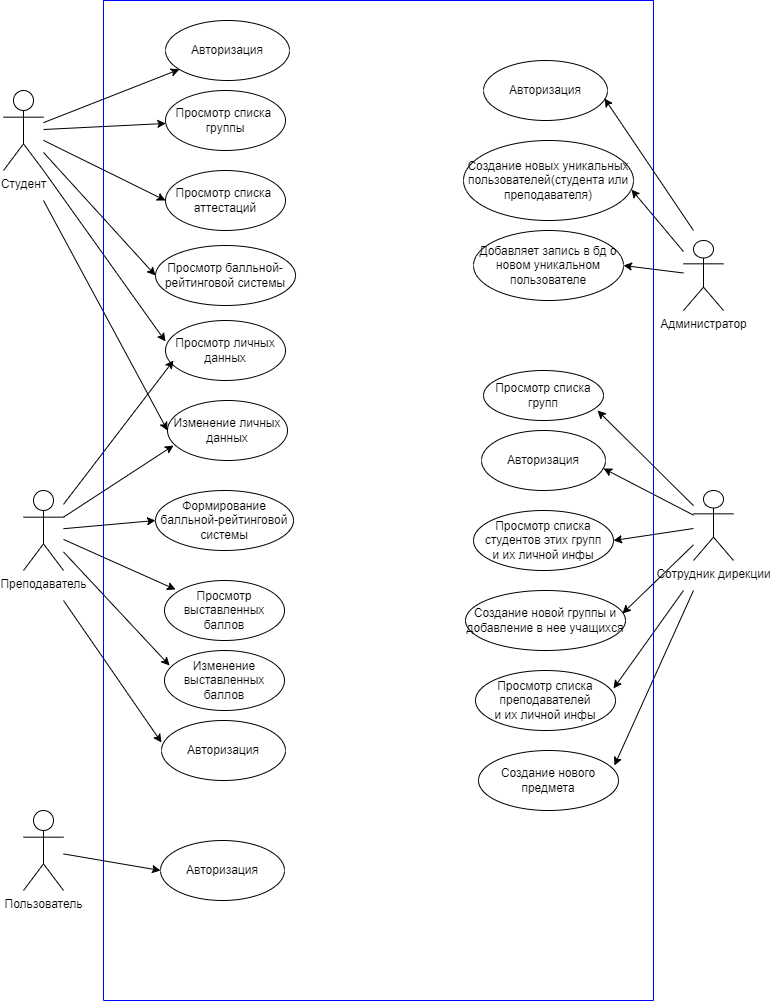 Авторизация
Просмотр списка
группы
Студент
Просмотр списка
аттестаций
Просмотр балльной-
рейтинговой системы
Просмотр личных
данных
Изменение личных
данных
Формирование
балльной-рейтинговой
системы
Преподаватель
Просмотр
выставленных
баллов
Изменение
выставленных
баллов
Авторизация
Авторизация
Пользователь
Авторизация
Создание новых уникальных
пользователей(студента или
преподавателя)
Добавляет запись в бд о
новом уникальном
пользователе
Администратор
Просмотр списка
групп
Авторизация
Просмотр списка
студентов этих групп
и их личной инфы
Сотрудник дирекции
Создание новой группы и
добавление в нее учащихся
Просмотр списка
преподавателей
и их личной инфы
Создание нового
предмета